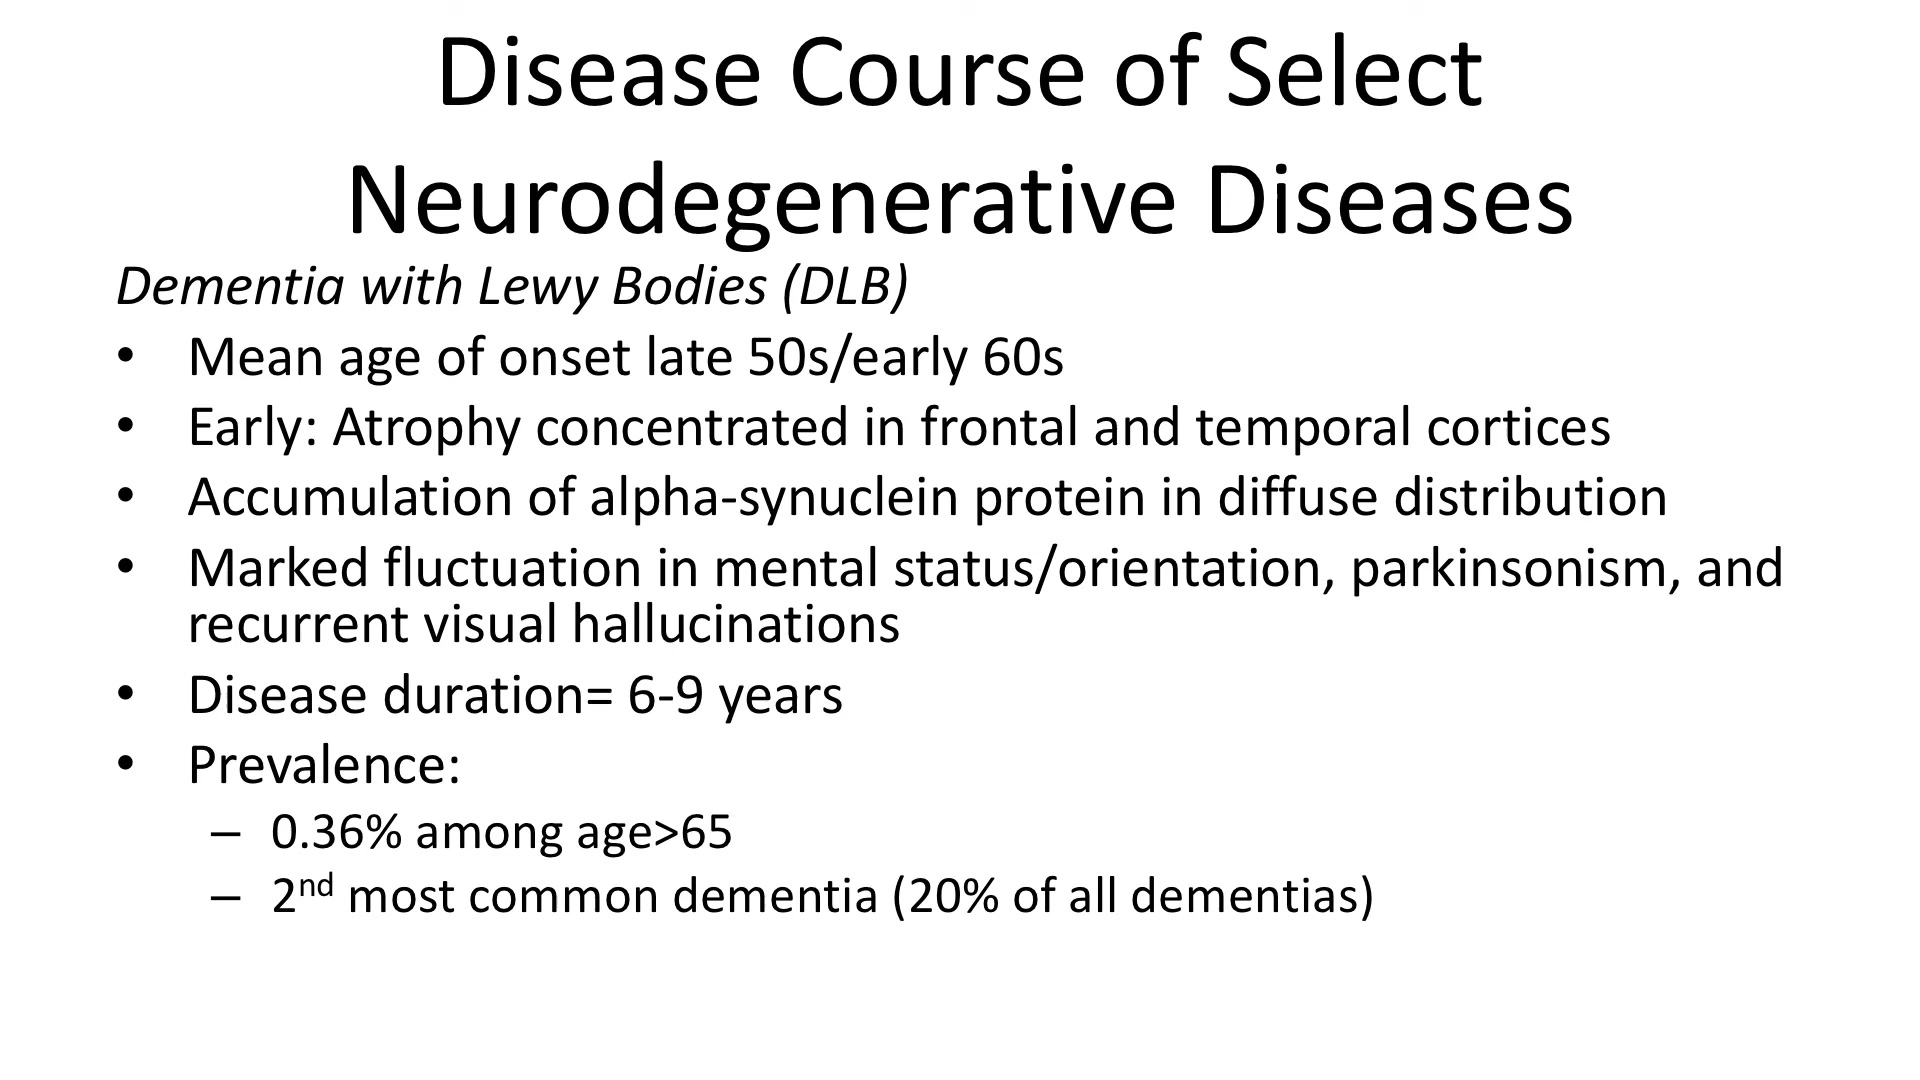 Disease Course of Select
Neurodegenerative Diseases
Dementia with Lewy Bodies (DLB)
• Mean age of onset late 50s/early 60s
• Early: Atrophy concentrated in frontal and temporal cortices
• Accumulation of alpha-synuclein protein in diffuse distribution
• Marked fluctuation in mental status/orientation, parkinsonism, and
recurrent visual hallucinations
• Disease duration= 6-9 years
• Prevalence:
– 0.36% among age>65
– 2nd most common dementia (20% of all dementias)